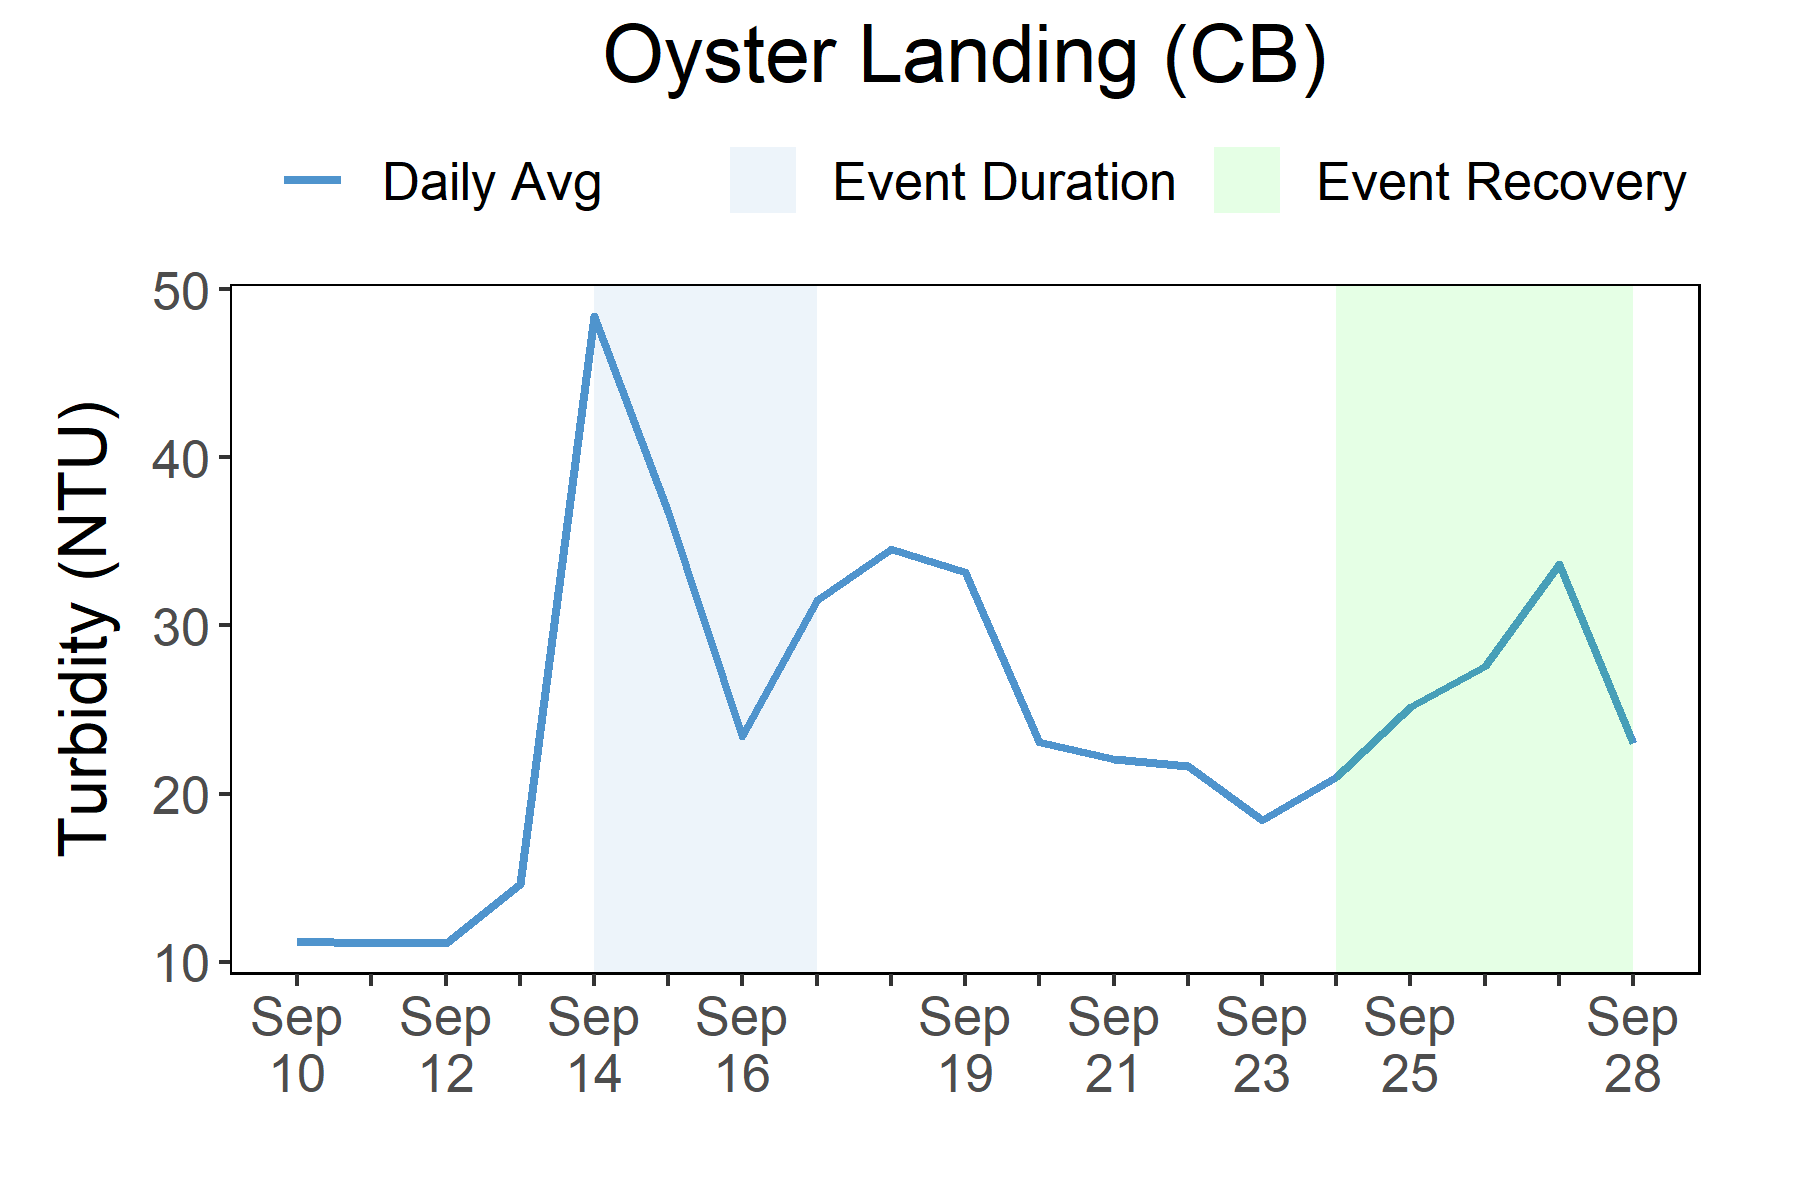 Oyster Landing (CB)
Daily Avg Event Duration Event Recovery
Turbidity (NTU)
50
40
30
20
10
Sep Sep Sep Sep Sep Sep Sep Sep Sep
10 12 14 16 19 21 23 25 28